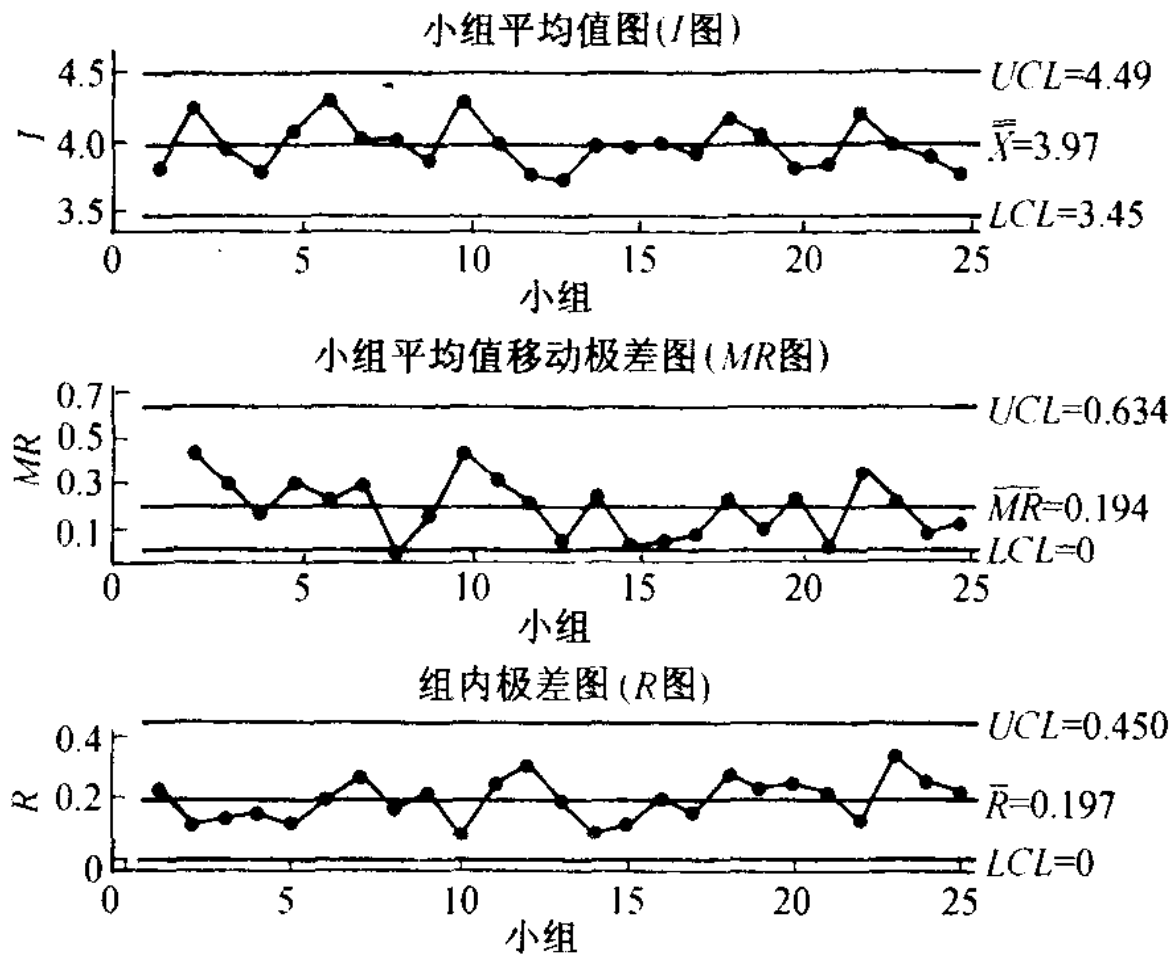 小组平均值图(I图)
4.5
4.0
3.5
I
UCL=4.49
X̿=3.97
LCL=3.45
0 5 10 15 20 25
小组
小组平均值移动极差图(MR图)
0.7
0.5
0.3
0.1
MR
UCL=0.634
M̅R̅=0.194
LCL=0
0 5 10 15 20 25
小组
组内极差图(R图)
0.4
0.2
0
R
UCL=0.450
R̅=0.197
LCL=0
0 5 10 15 20 25
小组